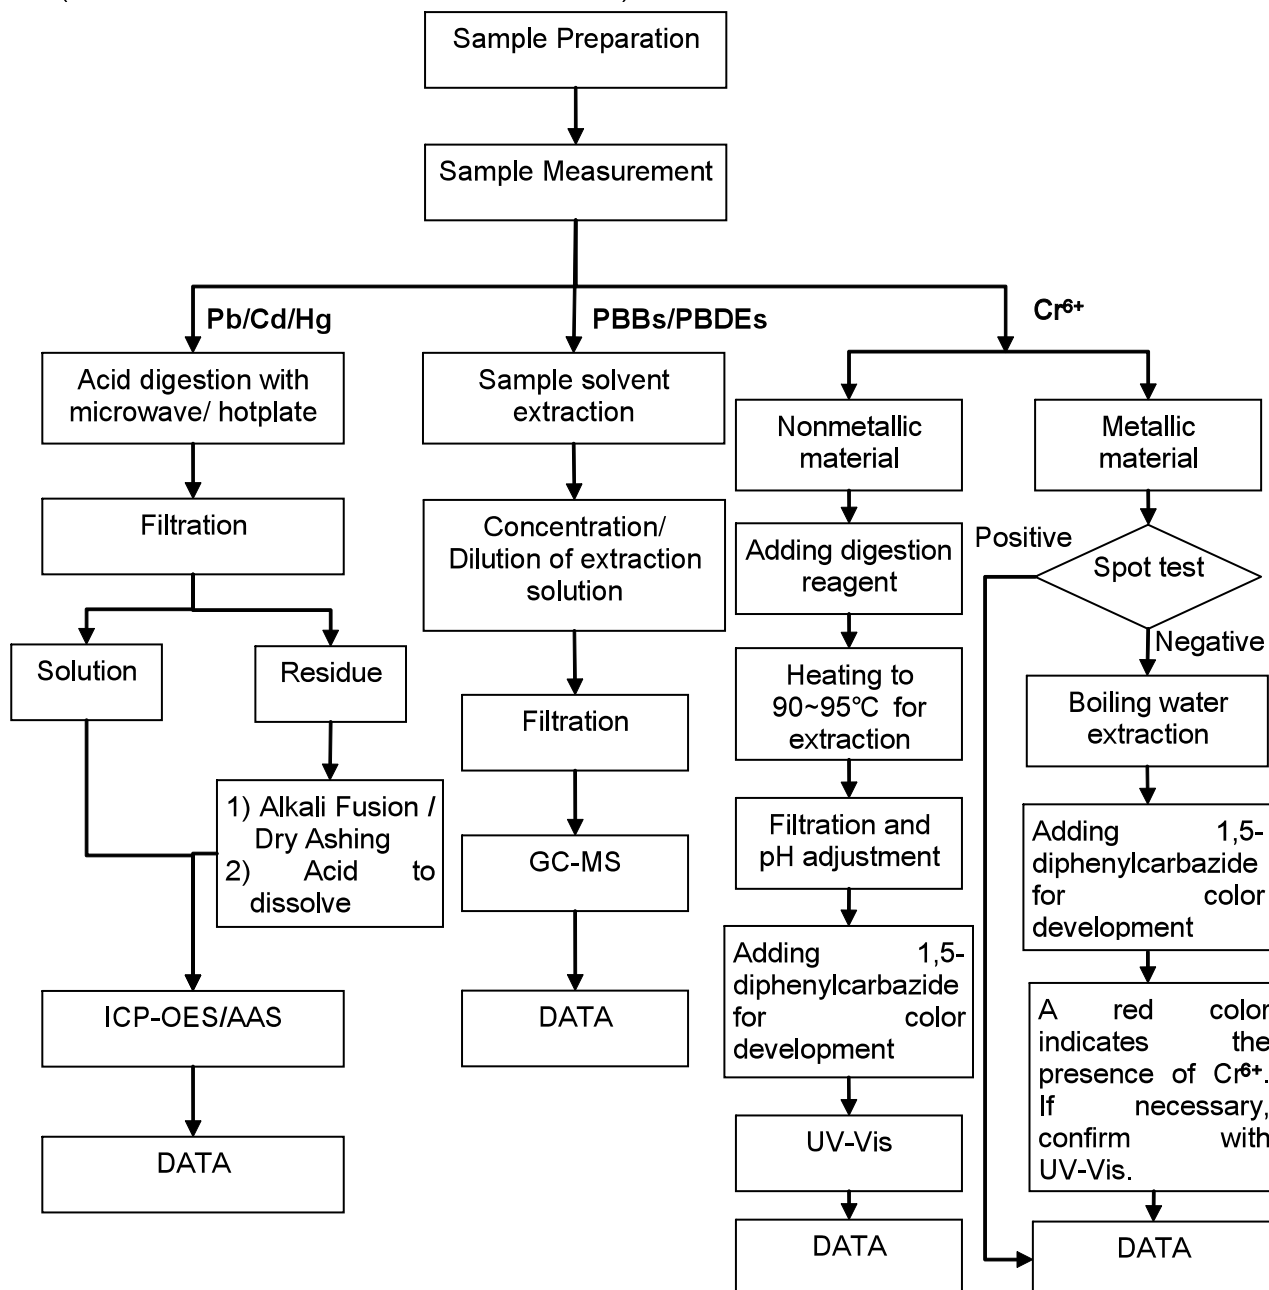 Sample Preparation
Sample Measurement
Pb/Cd/Hg
PBBs/PBDEs
Cr⁶⁺
Acid digestion with
microwave/ hotplate
Filtration
Solution
Residue
1) Alkali Fusion /
Dry Ashing
2) Acid to
dissolve
ICP-OES/AAS
DATA
Sample solvent
extraction
Concentration/
Dilution of extraction
solution
Filtration
GC-MS
DATA
Nonmetallic
material
Adding digestion
reagent
Heating to
90~95℃ for
extraction
Filtration and
pH adjustment
Adding 1,5-
diphenylcarbazide
for color
development
UV-Vis
DATA
Metallic
material
Positive
Spot test
Negative
Boiling water
extraction
Adding 1,5-
diphenylcarbazide
for color
development
A red color
indicates the
presence of Cr⁶⁺.
If necessary,
confirm with
UV-Vis.
DATA